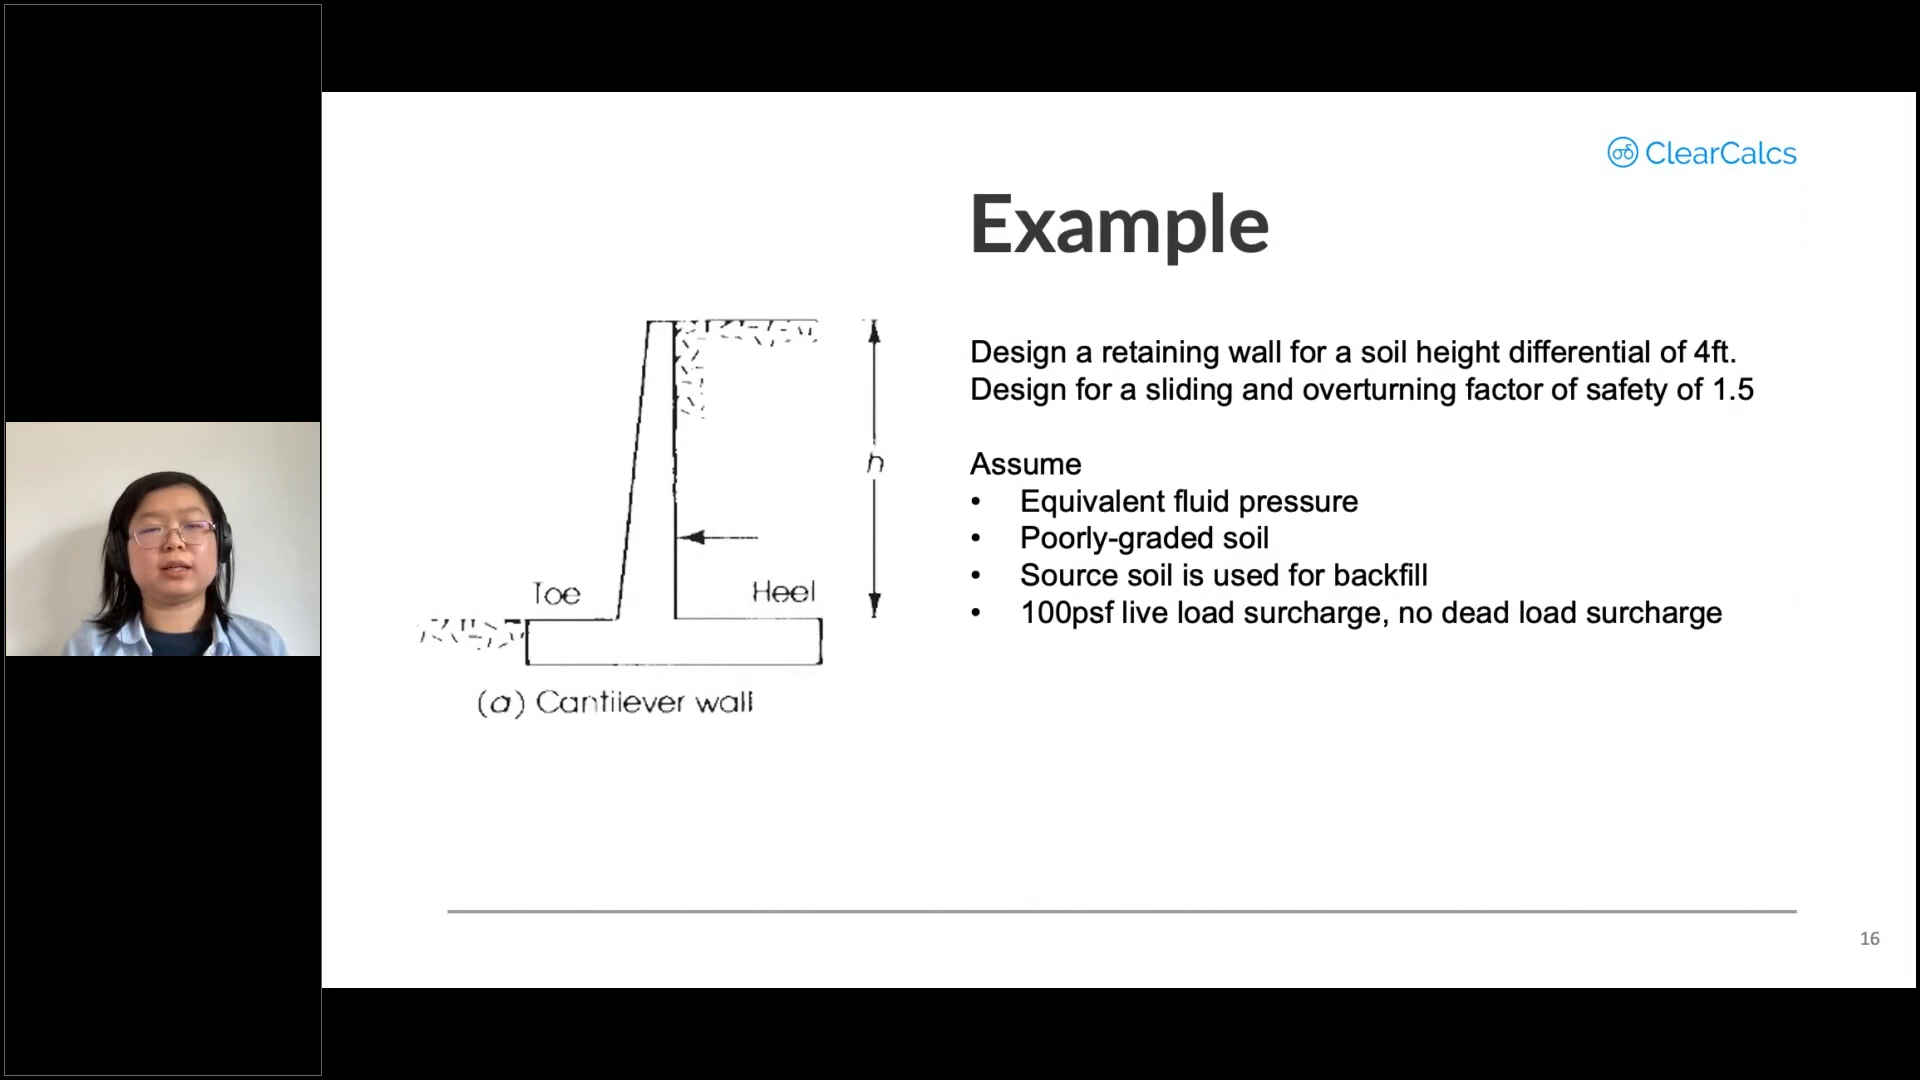 ClearCalcs
Example
Design a retaining wall for a soil height differential of 4ft.
Design for a sliding and overturning factor of safety of 1.5
Assume
• Equivalent fluid pressure
• Poorly-graded soil
• Source soil is used for backfill
• 100psf live load surcharge, no dead load surcharge
h
Toe
Heel
(a) Cantilever wall
16